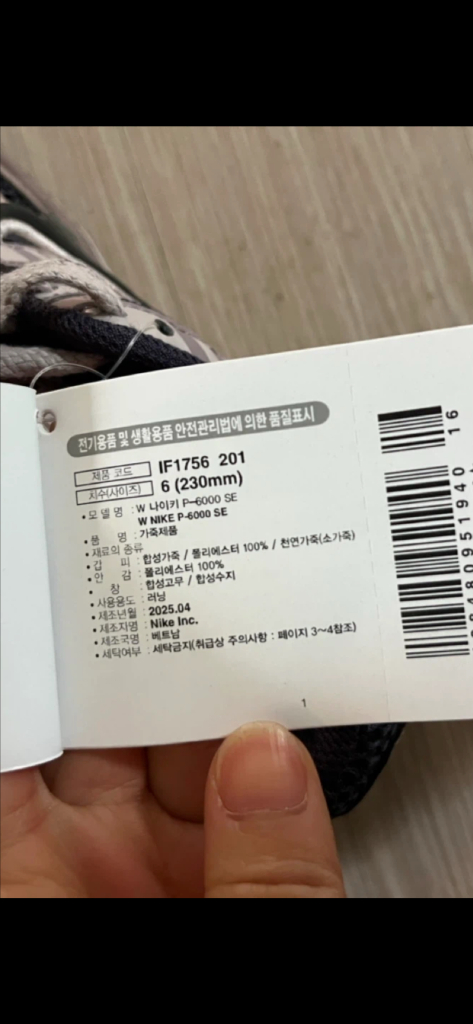 전기용품 및 생활용품 안전관리법에 의한 품질표시
제품 코드 IF1756 201
치수(사이즈) 6 (230mm)
• 모 델 명 : W 나이키 P-6000 SE
W NIKE P-6000 SE
• 품 명 : 가죽제품
• 재료의 종류
• 갑 피 : 합성가죽 / 폴리에스터 100% / 천연가죽(소가죽)
• 안 감 : 폴리에스터 100%
• 창 : 합성고무 / 합성수지
• 사용용도 : 러닝
• 제조년월 : 2025.04
• 제조자명 : Nike Inc.
• 제조국명 : 베트남
• 세탁여부 : 세탁금지(취급상 주의사항 : 페이지 3~4참조)
1
16
80951940